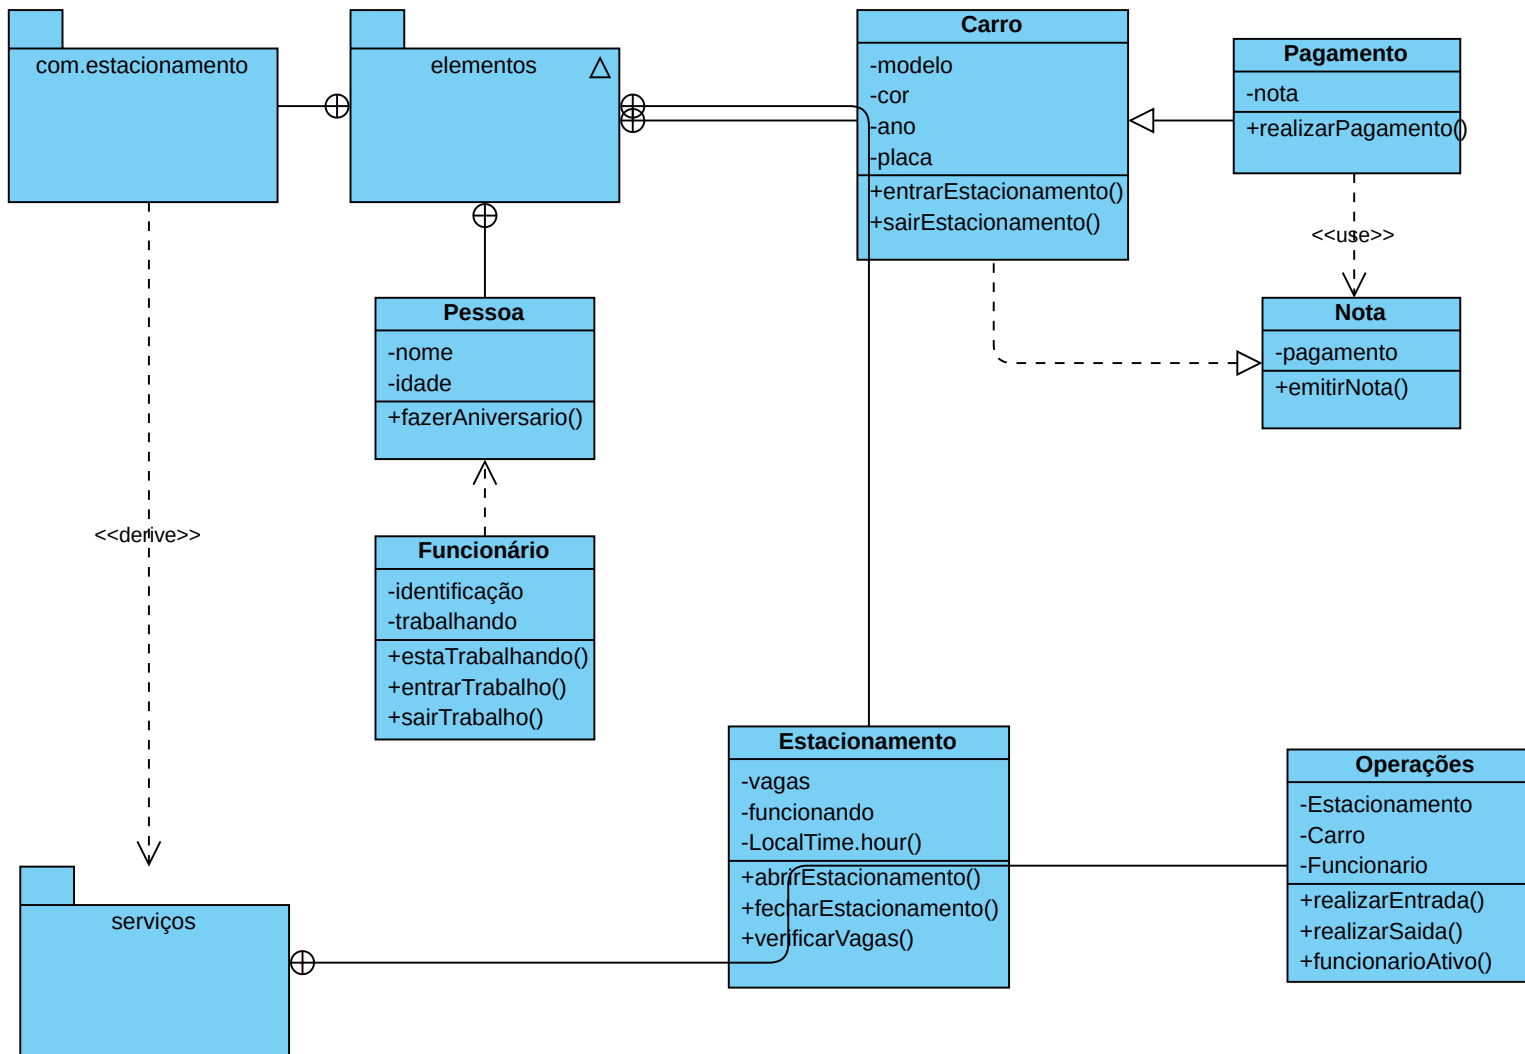 com.estacionamento
elementos
Carro
-modelo
-cor
-ano
-placa
+entrarEstacionamento()
+sairEstacionamento()
Pagamento
-nota
+realizarPagamento()
<<use>>
Pessoa
-nome
-idade
+fazerAniversario()
Nota
-pagamento
+emitirNota()
<<derive>>
Funcionário
-identificação
-trabalhando
+estaTrabalhando()
+entrarTrabalho()
+sairTrabalho()
Estacionamento
-vagas
-funcionando
-LocalTime.hour()
+abrirEstacionamento()
+fecharEstacionamento()
+verificarVagas()
Operações
-Estacionamento
-Carro
-Funcionario
+realizarEntrada()
+realizarSaida()
+funcionarioAtivo()
serviços